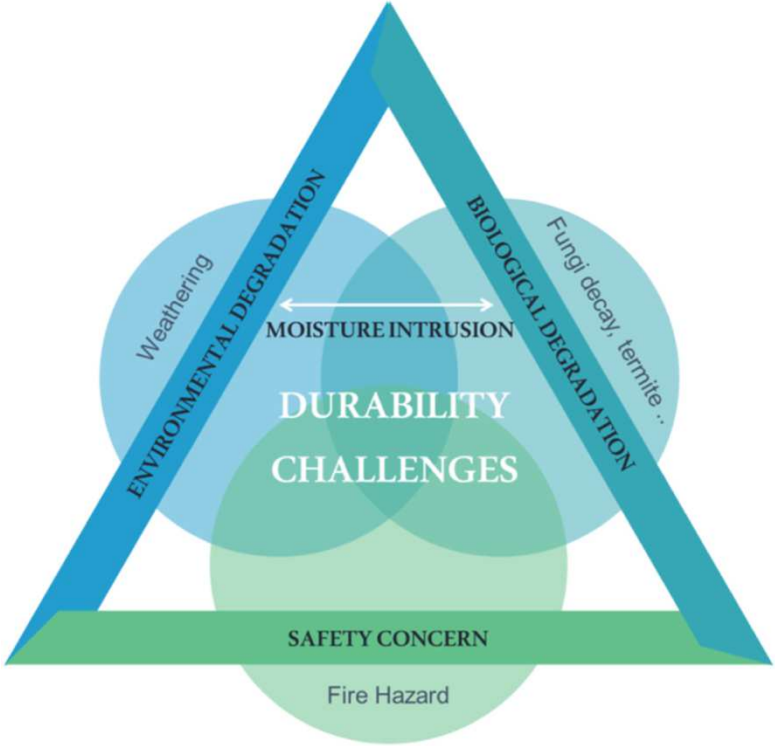 ENVIRONMENTAL DEGRADATION
BIOLOGICAL DEGRADATION
Weathering
Fungi decay, termite ..
MOISTURE INTRUSION
DURABILITY
CHALLENGES
SAFETY CONCERN
Fire Hazard